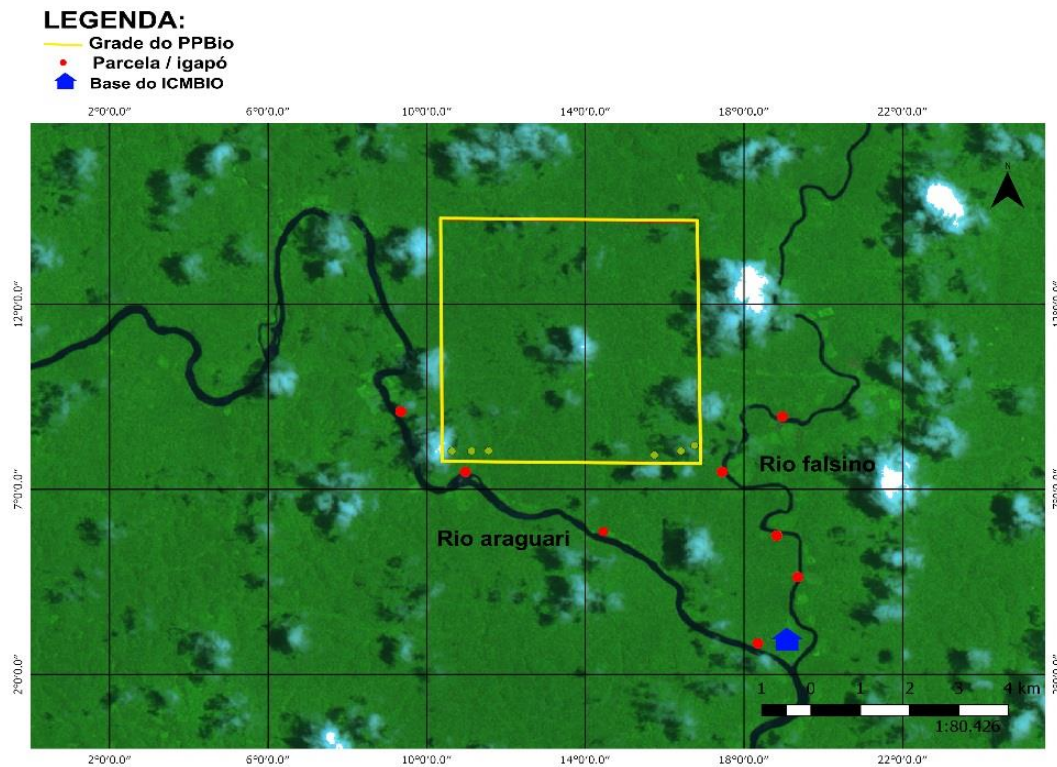 LEGENDA:
Grade do PPBio
Parcela / igapó
Base do ICMBIO
2°0'0.0" 6°0'0.0" 10°0'0.0" 14°0'0.0" 18°0'0.0" 22°0'0.0"
N
12°0'0.0"
Rio falsino
7°0'0.0"
Rio araguari
2°0'0.0"
1 0 1 2 3 4 km
1:80.426
2°0'0.0" 6°0'0.0" 10°0'0.0" 14°0'0.0" 18°0'0.0" 22°0'0.0"